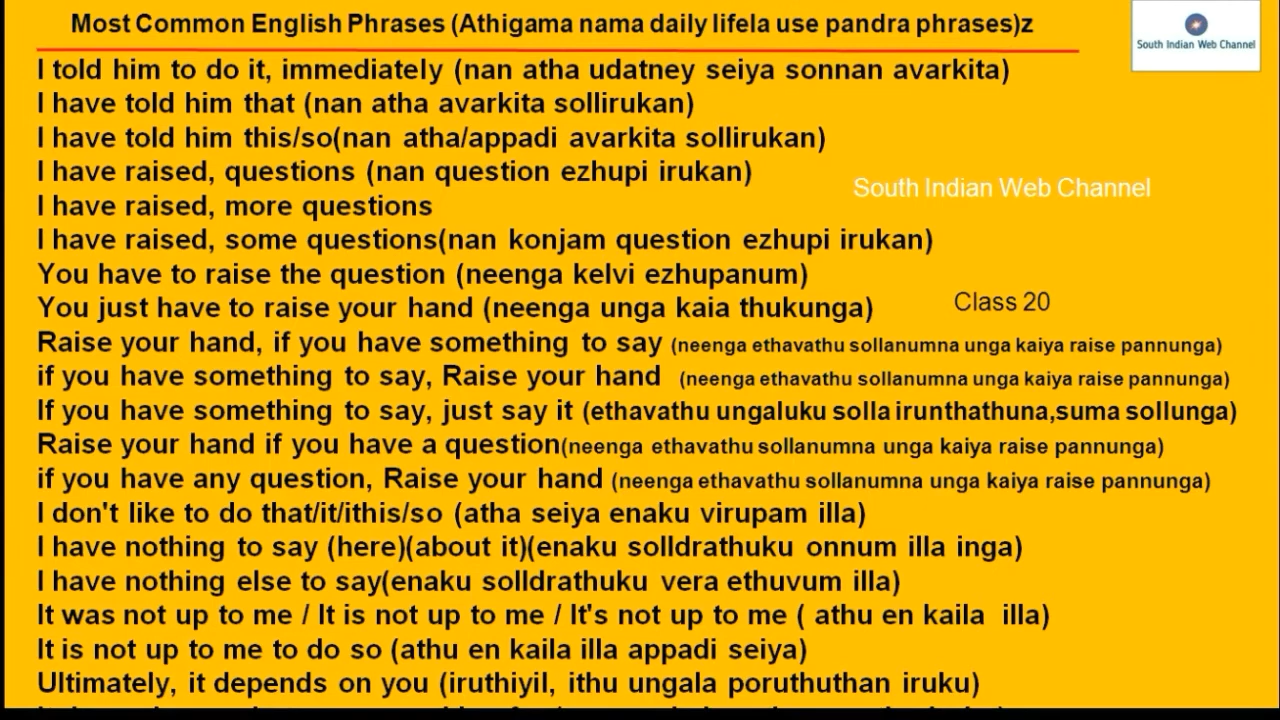 Most Common English Phrases (Athigama nama daily lifela use pandra phrases)z
South Indian Web Channel
I told him to do it, immediately (nan atha udatney seiya sonnan avarkita)
I have told him that (nan atha avarkita sollirukan)
I have told him this/so(nan atha/appadi avarkita sollirukan)
I have raised, questions (nan question ezhupi irukan)
South Indian Web Channel
I have raised, more questions
I have raised, some questions(nan konjam question ezhupi irukan)
You have to raise the question (neenga kelvi ezhupanum)
You just have to raise your hand (neenga unga kaia thukunga)
Class 20
Raise your hand, if you have something to say (neenga ethavathu sollanumna unga kaiya raise pannunga)
if you have something to say, Raise your hand (neenga ethavathu sollanumna unga kaiya raise pannunga)
If you have something to say, just say it (ethavathu ungaluku solla irunthathuna,suma sollunga)
Raise your hand if you have a question(neenga ethavathu sollanumna unga kaiya raise pannunga)
if you have any question, Raise your hand (neenga ethavathu sollanumna unga kaiya raise pannunga)
I don't like to do that/it/ithis/so (atha seiya enaku virupam illa)
I have nothing to say (here)(about it)(enaku solldrathuku onnum illa inga)
I have nothing else to say(enaku solldrathuku vera ethuvum illa)
It was not up to me / It is not up to me / It's not up to me ( athu en kaila illa)
It is not up to me to do so (athu en kaila illa appadi seiya)
Ultimately, it depends on you (iruthiyil, ithu ungala poruthuthan iruku)